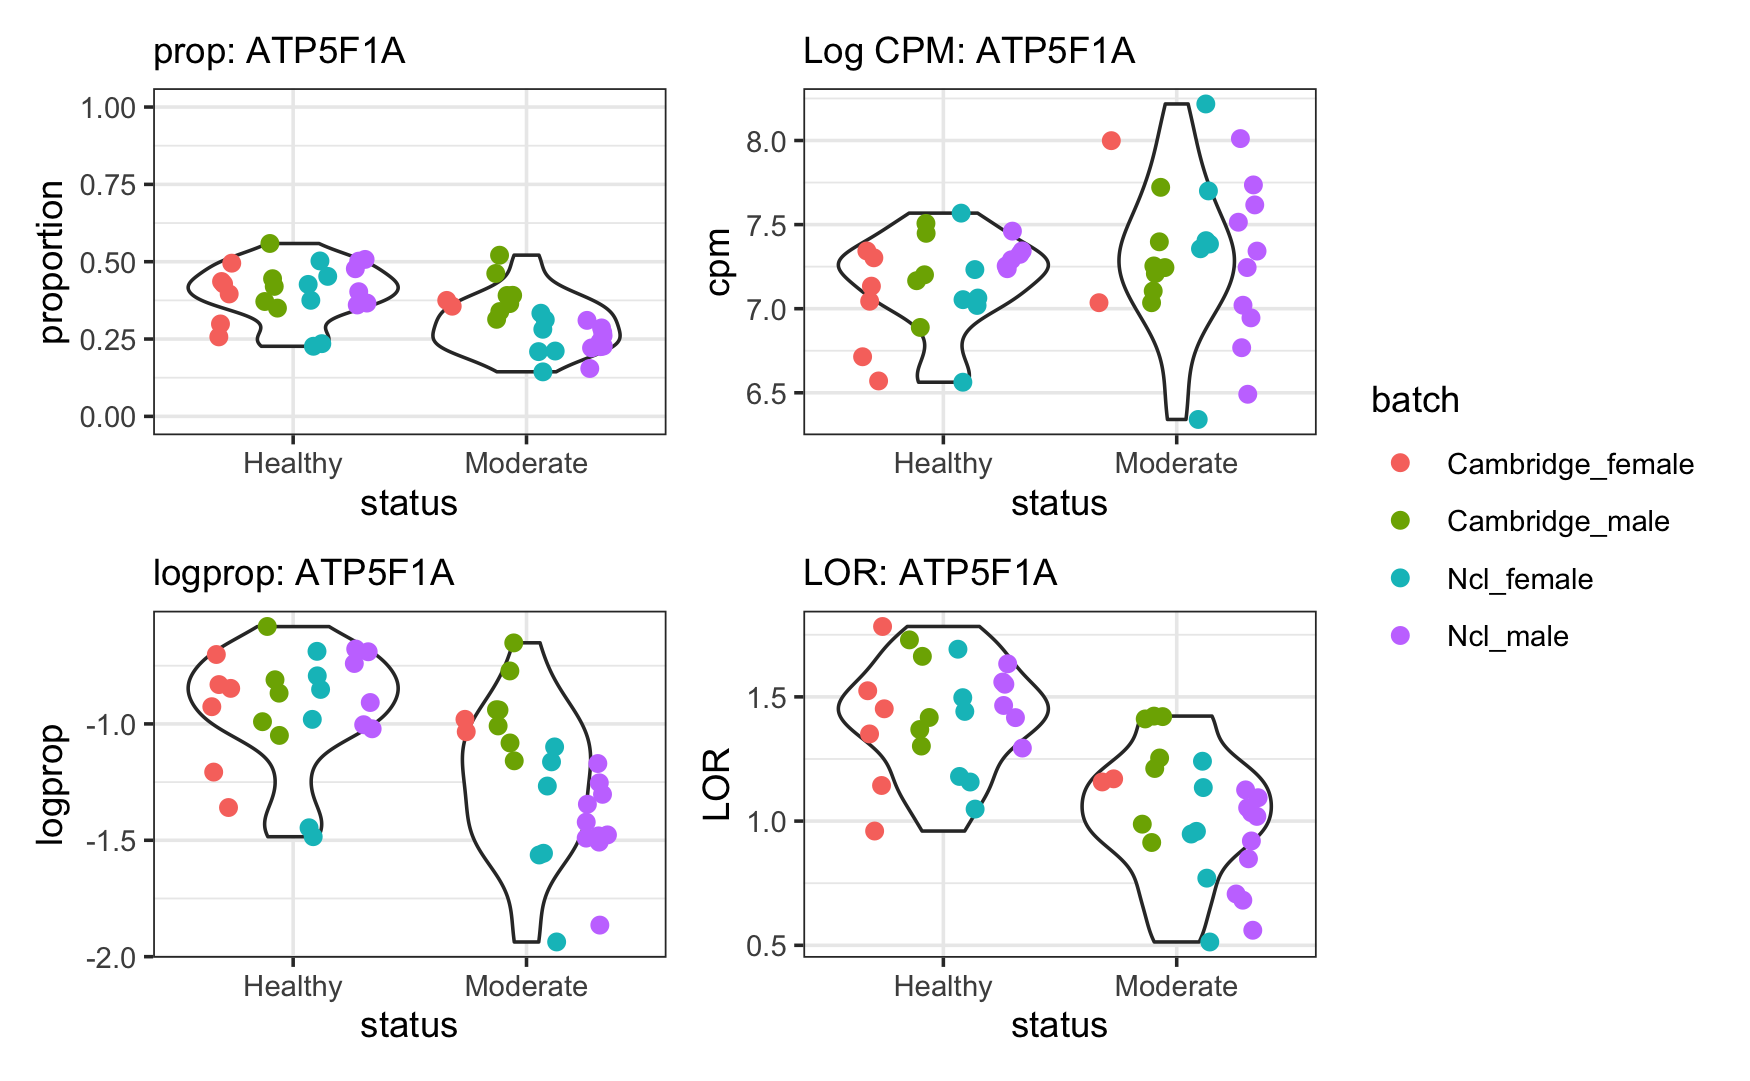 prop: ATP5F1A
proportion
1.00
0.75
0.50
0.25
0.00
Healthy
Moderate
status
Log CPM: ATP5F1A
cpm
8.0
7.5
7.0
6.5
Healthy
Moderate
status
logprop: ATP5F1A
logprop
-1.0
-1.5
-2.0
Healthy
Moderate
status
LOR: ATP5F1A
LOR
1.5
1.0
0.5
Healthy
Moderate
status
batch
Cambridge_female
Cambridge_male
Ncl_female
Ncl_male